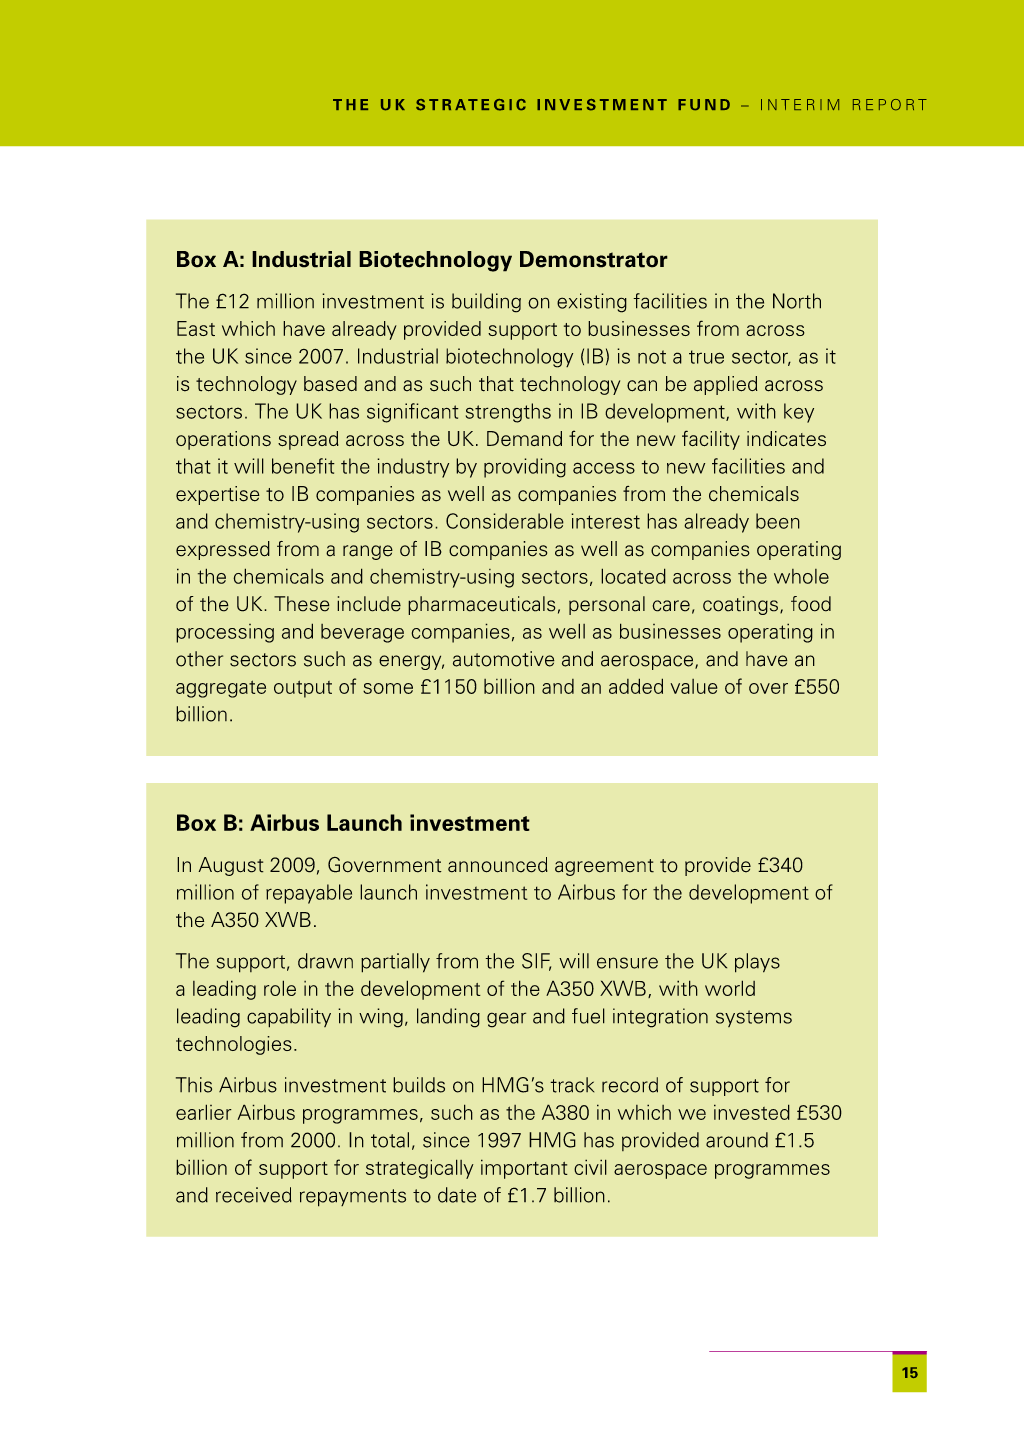 THE UK STRATEGIC INVESTMENT FUND – INTERIM REPORT
Box A: Industrial Biotechnology Demonstrator
The £12 million investment is building on existing facilities in the North
East which have already provided support to businesses from across
the UK since 2007. Industrial biotechnology (IB) is not a true sector, as it
is technology based and as such that technology can be applied across
sectors. The UK has significant strengths in IB development, with key
operations spread across the UK. Demand for the new facility indicates
that it will benefit the industry by providing access to new facilities and
expertise to IB companies as well as companies from the chemicals
and chemistry-using sectors. Considerable interest has already been
expressed from a range of IB companies as well as companies operating
in the chemicals and chemistry-using sectors, located across the whole
of the UK. These include pharmaceuticals, personal care, coatings, food
processing and beverage companies, as well as businesses operating in
other sectors such as energy, automotive and aerospace, and have an
aggregate output of some £1150 billion and an added value of over £550
billion.
Box B: Airbus Launch investment
In August 2009, Government announced agreement to provide £340
million of repayable launch investment to Airbus for the development of
the A350 XWB.
The support, drawn partially from the SIF, will ensure the UK plays
a leading role in the development of the A350 XWB, with world
leading capability in wing, landing gear and fuel integration systems
technologies.
This Airbus investment builds on HMG’s track record of support for
earlier Airbus programmes, such as the A380 in which we invested £530
million from 2000. In total, since 1997 HMG has provided around £1.5
billion of support for strategically important civil aerospace programmes
and received repayments to date of £1.7 billion.
15